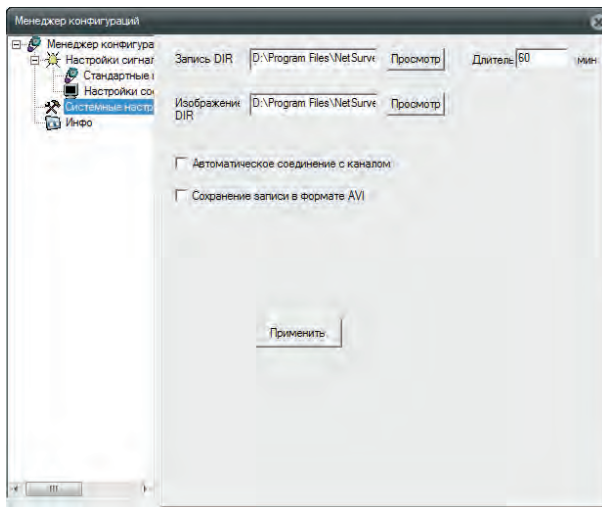 Менеджер конфигураций
Менеджер конфигура
Настройки сигнал
Стандартные
Настройки соі
Системные настр
Инфо
Запись DIR D:\Program Files\NetSurve Просмотр Длитель 60 мин
Изображение DIR D:\Program Files\NetSurve Просмотр
Автоматическое соединение с каналом
Сохранение записи в формате AVI
Применить